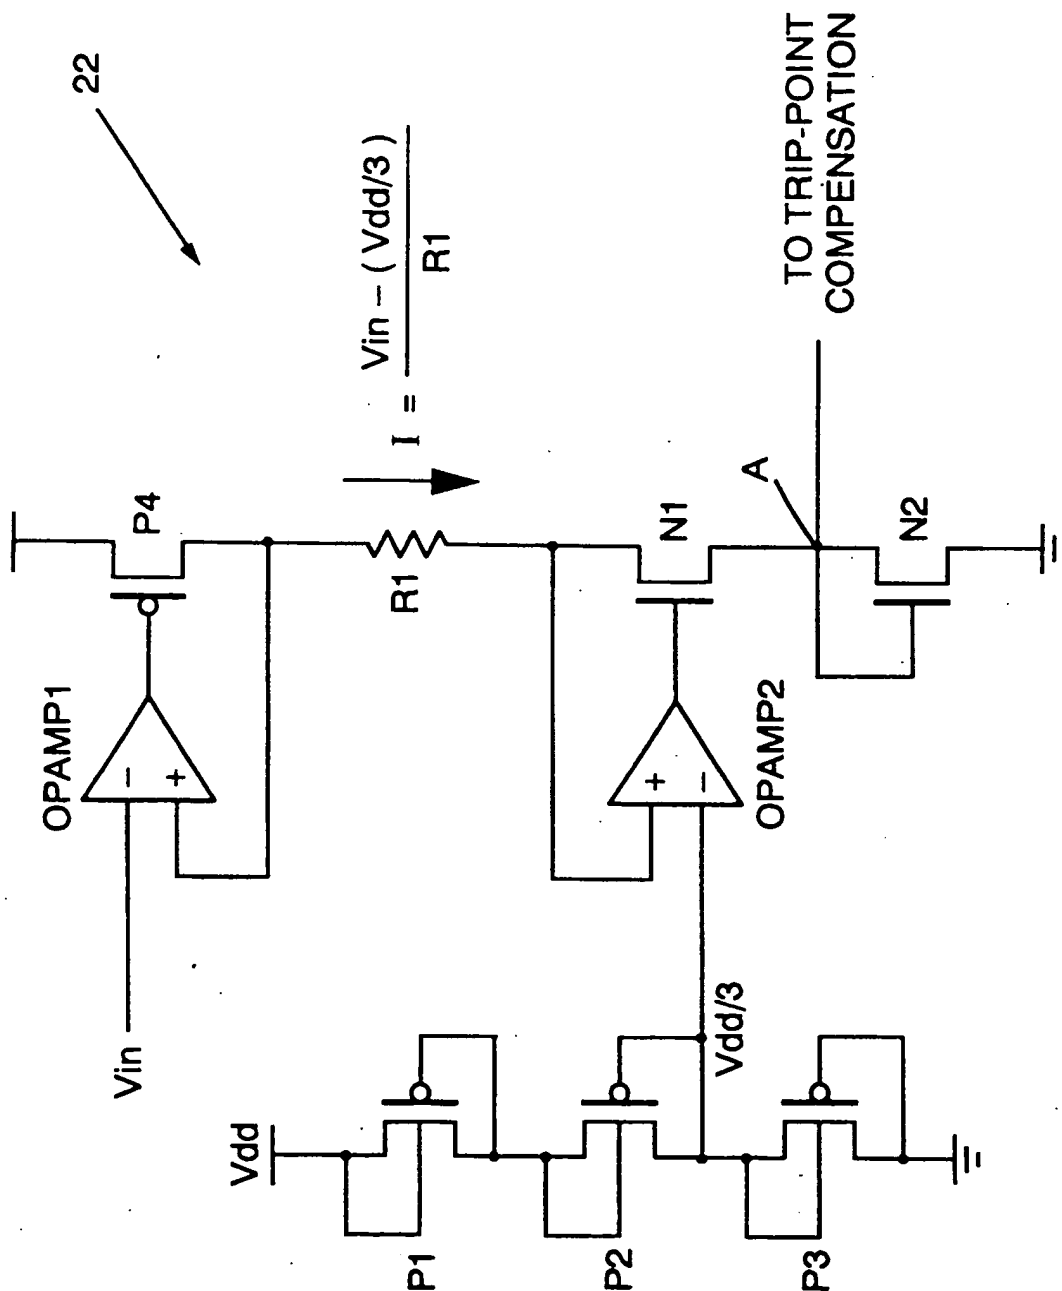 22
I = Vin – ( Vdd/3 )
R1
P4
OPAMP1
–
+
Vin
R1
N1
OPAMP2
+
–
A
N2
TO TRIP-POINT
COMPENSATION
Vdd
Vdd/3
P1
P2
P3